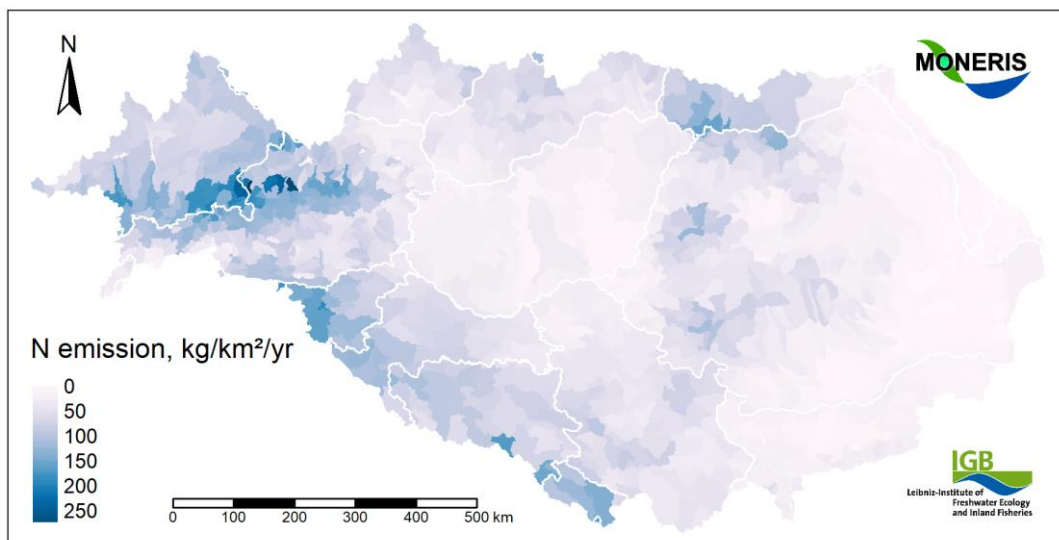 N
MONERIS
N emission, kg/km²/yr
0
50
100
150
200
250
0 100 200 300 400 500 km
IGB
Leibniz-Institute of
Freshwater Ecology
and Inland Fisheries